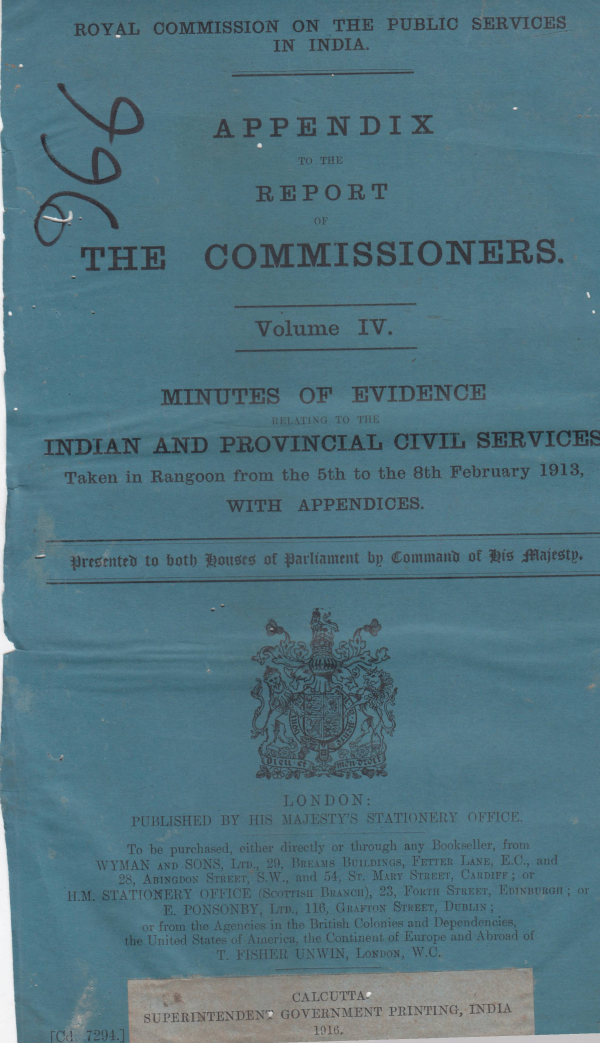 ROYAL COMMISSION ON THE PUBLIC SERVICES
IN INDIA.
996
APPENDIX
TO THE
REPORT
OF
THE COMMISSIONERS.
Volume IV.
MINUTES OF EVIDENCE
RELATING TO THE
INDIAN AND PROVINCIAL CIVIL SERVICES
Taken in Rangoon from the 5th to the 8th February 1913,
WITH APPENDICES.
Presented to both Houses of Parliament by Command of His Majesty.
Dieu et mon droit
LONDON:
PUBLISHED BY HIS MAJESTY'S STATIONERY OFFICE.
To be purchased, either directly or through any Bookseller, from
WYMAN AND SONS, LTD., 29, BREAMS BUILDINGS, FETTER LANE, E.C., and
28, ABINGDON STREET, S.W., and 54, ST. MARY STREET, CARDIFF; or
H.M. STATIONERY OFFICE (SCOTTISH BRANCH), 23, FORTH STREET, EDINBURGH; or
E. PONSONBY, LTD., 116, GRAFTON STREET, DUBLIN;
or from the Agencies in the British Colonies and Dependencies,
the United States of America, the Continent of Europe and Abroad of
T. FISHER UNWIN, LONDON, W.C.
CALCUTTA
SUPERINTENDENT GOVERNMENT PRINTING, INDIA
1916.
[Cd. 7294.]